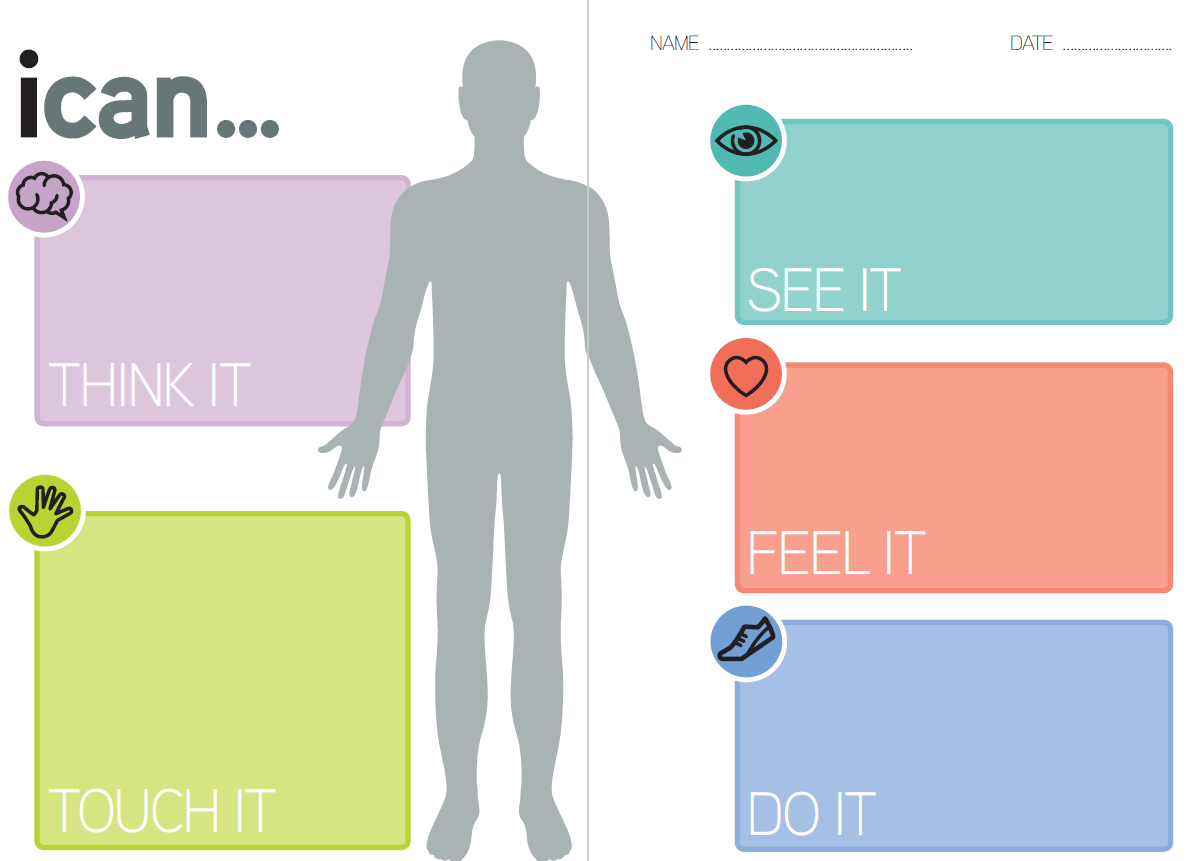 ican...
THINK IT
TOUCH IT
NAME ........................................................ DATE ..............................
SEE IT
FEEL IT
DO IT